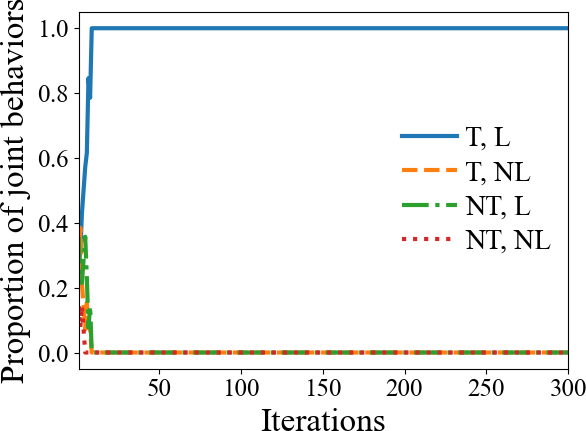 Proportion of joint behaviors
1.0
0.8
0.6
0.4
0.2
0.0
T, L
T, NL
NT, L
NT, NL
50 100 150 200 250 300
Iterations